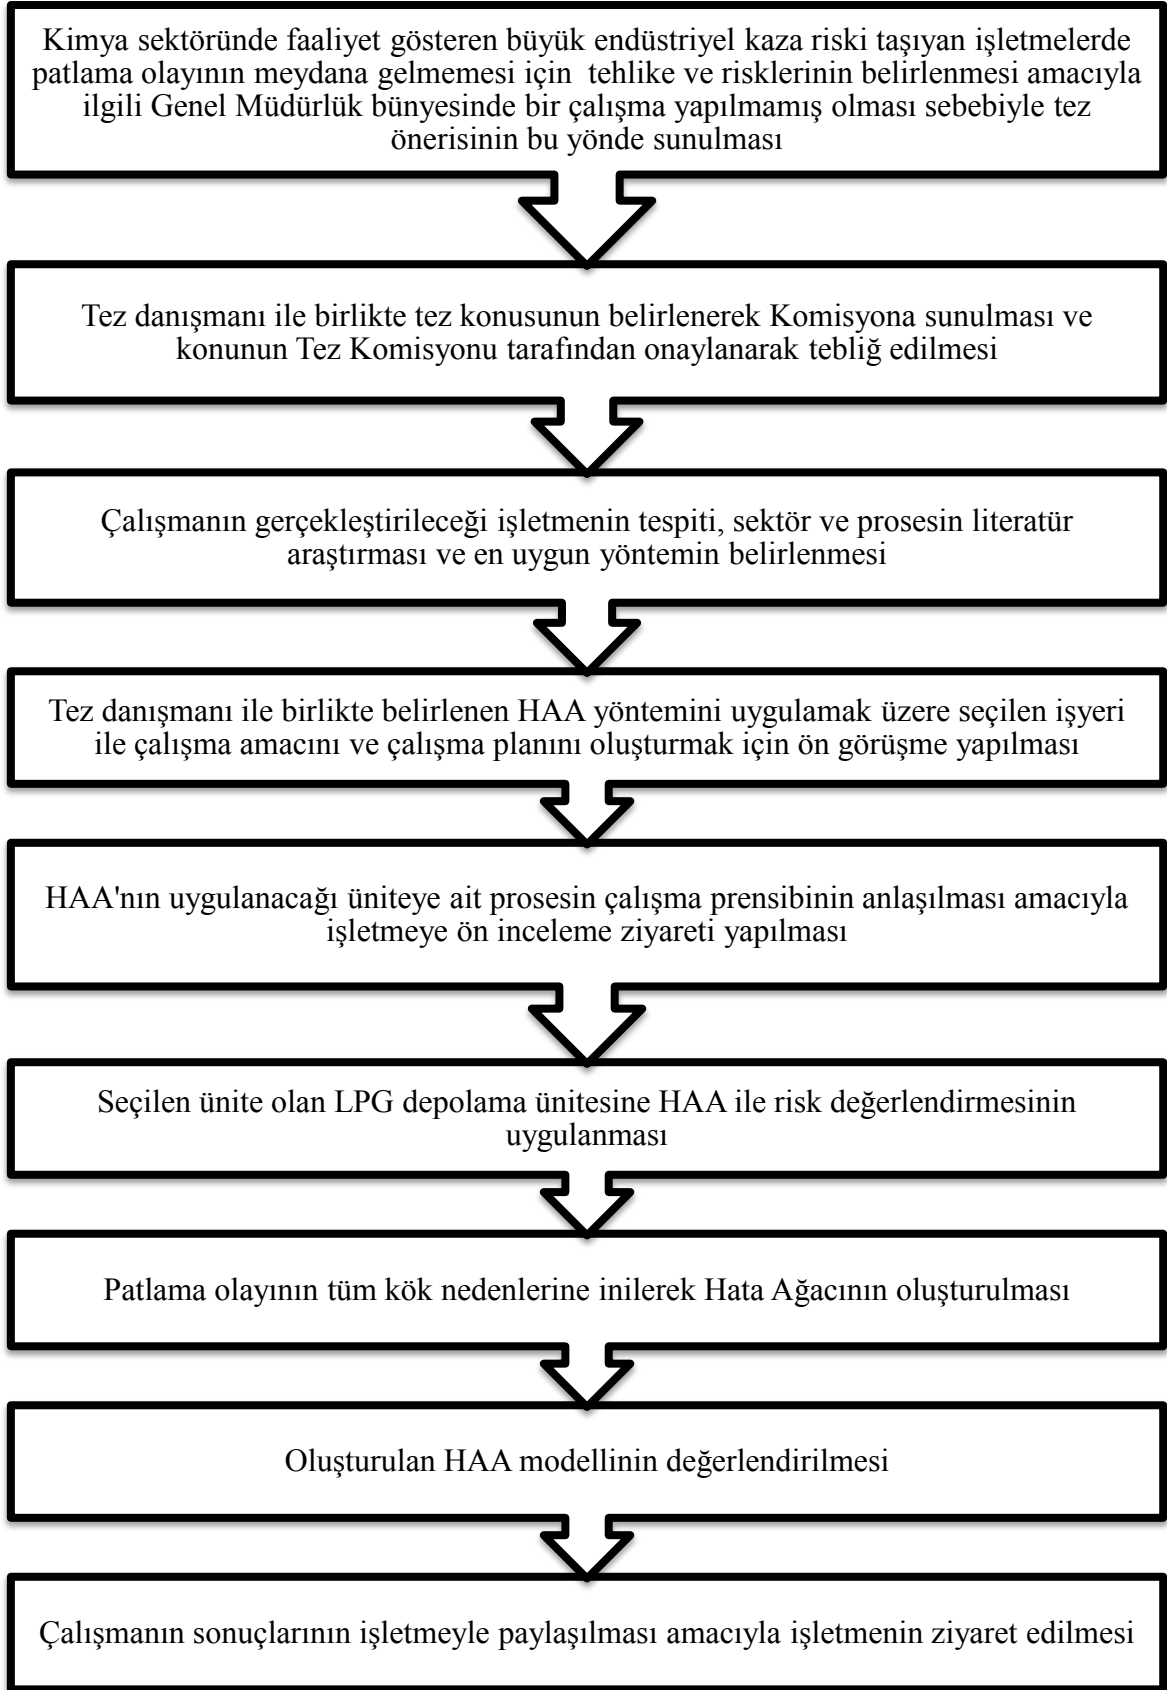 Kimya sektöründe faaliyet gösteren büyük endüstriyel kaza riski taşıyan işletmelerde
patlama olayının meydana gelmemesi için  tehlike ve risklerinin belirlenmesi amacıyla
ilgili Genel Müdürlük bünyesinde bir çalışma yapılmamış olması sebebiyle tez
önerisinin bu yönde sunulması
Tez danışmanı ile birlikte tez konusunun belirlenerek Komisyona sunulması ve
konunun Tez Komisyonu tarafından onaylanarak tebliğ edilmesi
Çalışmanın gerçekleştirileceği işletmenin tespiti, sektör ve prosesin literatür
araştırması ve en uygun yöntemin belirlenmesi
Tez danışmanı ile birlikte belirlenen HAA yöntemini uygulamak üzere seçilen işyeri
ile çalışma amacını ve çalışma planını oluşturmak için ön görüşme yapılması
HAA'nın uygulanacağı üniteye ait prosesin çalışma prensibinin anlaşılması amacıyla
işletmeye ön inceleme ziyareti yapılması
Seçilen ünite olan LPG depolama ünitesine HAA ile risk değerlendirmesinin
uygulanması
Patlama olayının tüm kök nedenlerine inilerek Hata Ağacının oluşturulması
Oluşturulan HAA modellinin değerlendirilmesi
Çalışmanın sonuçlarının işletmeyle paylaşılması amacıyla işletmenin ziyaret edilmesi